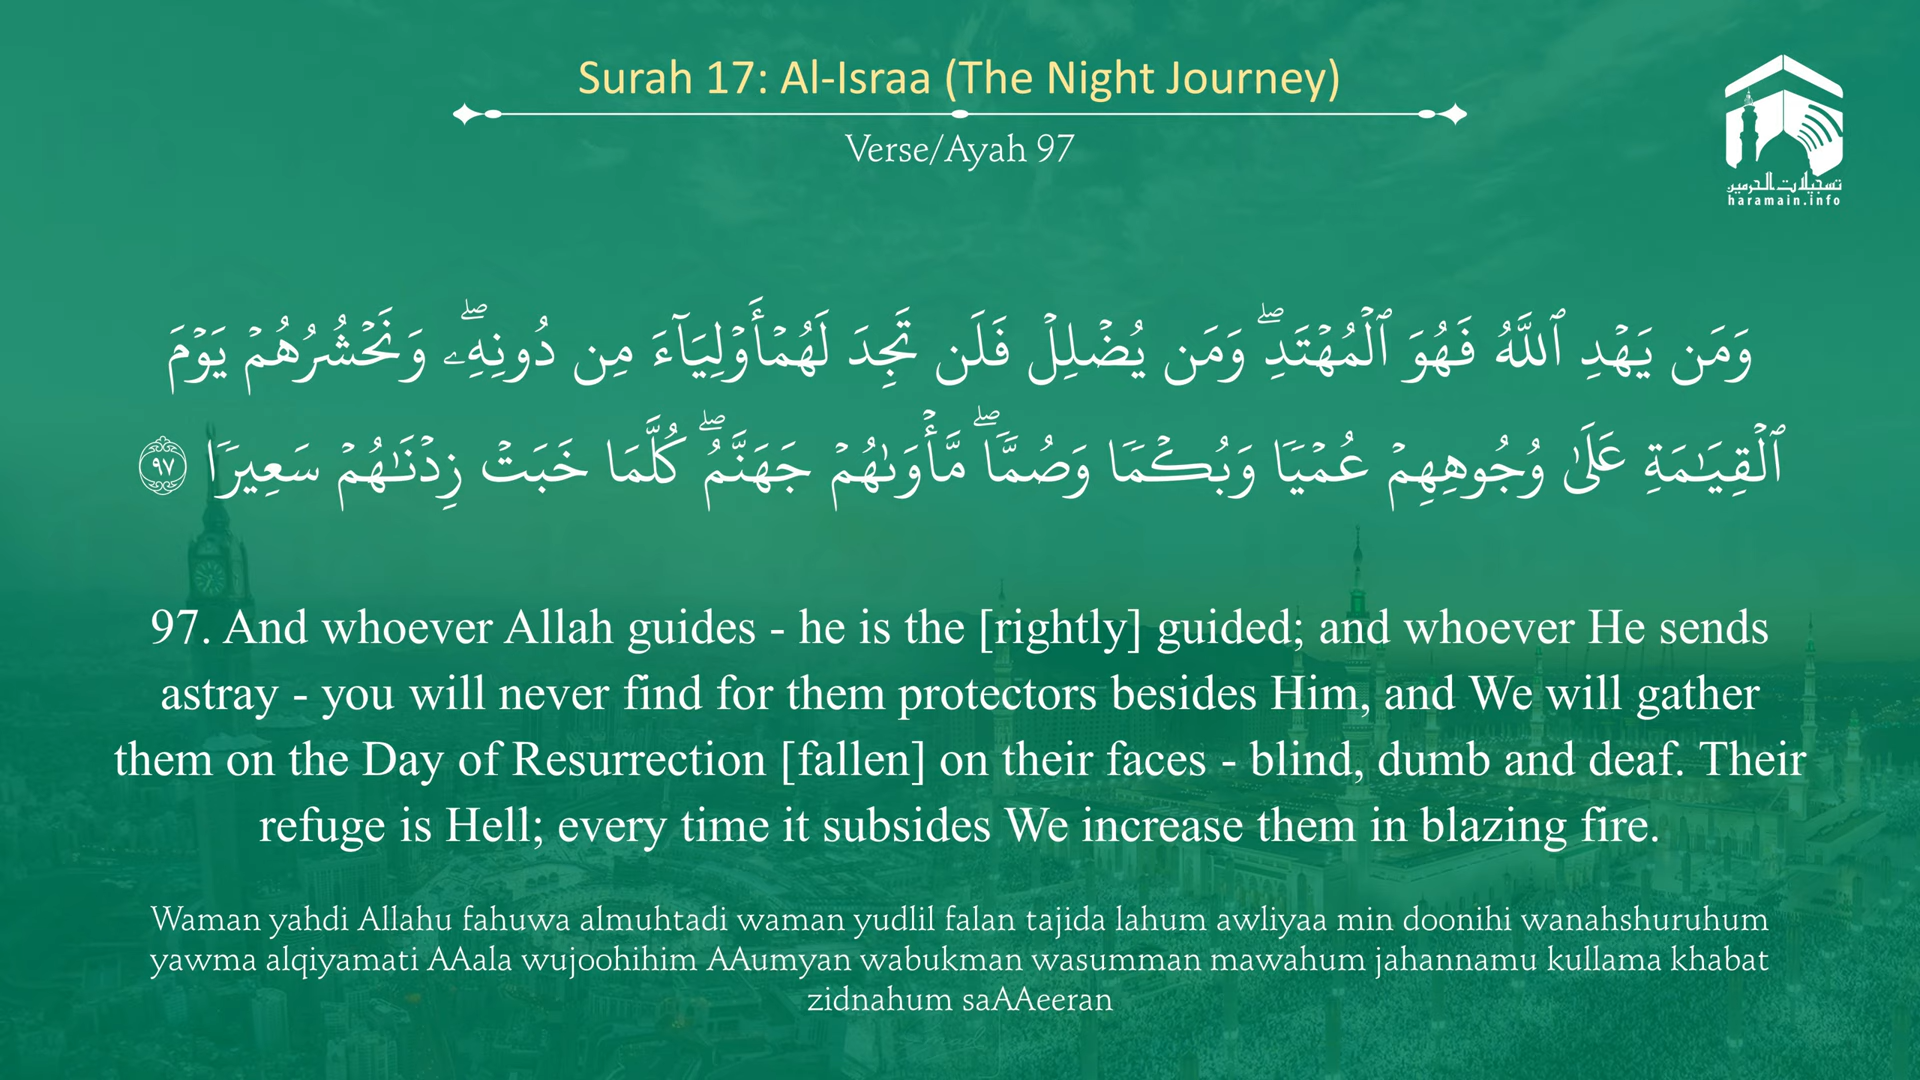 Surah 17: Al-Israa (The Night Journey)
Verse/Ayah 97
تسجيلات الحرمين
haramain.info
وَمَن يَهْدِ ٱللَّهُ فَهُوَ ٱلْمُهْتَدِ ۖ وَمَن يُضْلِلْ فَلَن تَجِدَ لَهُمْ أَوْلِيَآءَ مِن دُونِهِۦ ۖ وَنَحْشُرُهُمْ يَوْمَ
ٱلْقِيَـٰمَةِ عَلَىٰ وُجُوهِهِمْ عُمْيًا وَبُكْمًا وَصُمًّا ۖ مَّأْوَىٰهُمْ جَهَنَّمُ ۖ كُلَّمَا خَبَتْ زِدْنَـٰهُمْ سَعِيرًا ٩٧
97. And whoever Allah guides - he is the [rightly] guided; and whoever He sends
astray - you will never find for them protectors besides Him, and We will gather
them on the Day of Resurrection [fallen] on their faces - blind, dumb and deaf. Their
refuge is Hell; every time it subsides We increase them in blazing fire.
Waman yahdi Allahu fahuwa almuhtadi waman yudlil falan tajida lahum awliyaa min doonihi wanahshuruhum
yawma alqiyamati AAala wujoohihim AAumyan wabukman wasumman mawahum jahannamu kullama khabat
zidnahum saAAeeran